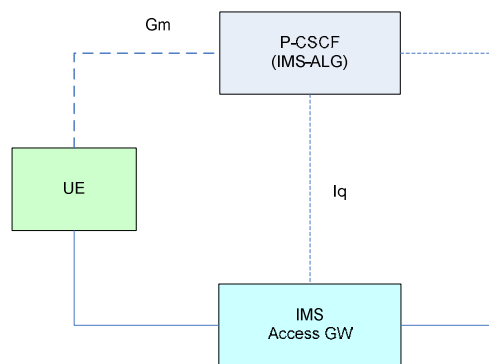 Gm
P-CSCF
(IMS-ALG)
UE
Iq
IMS
Access GW